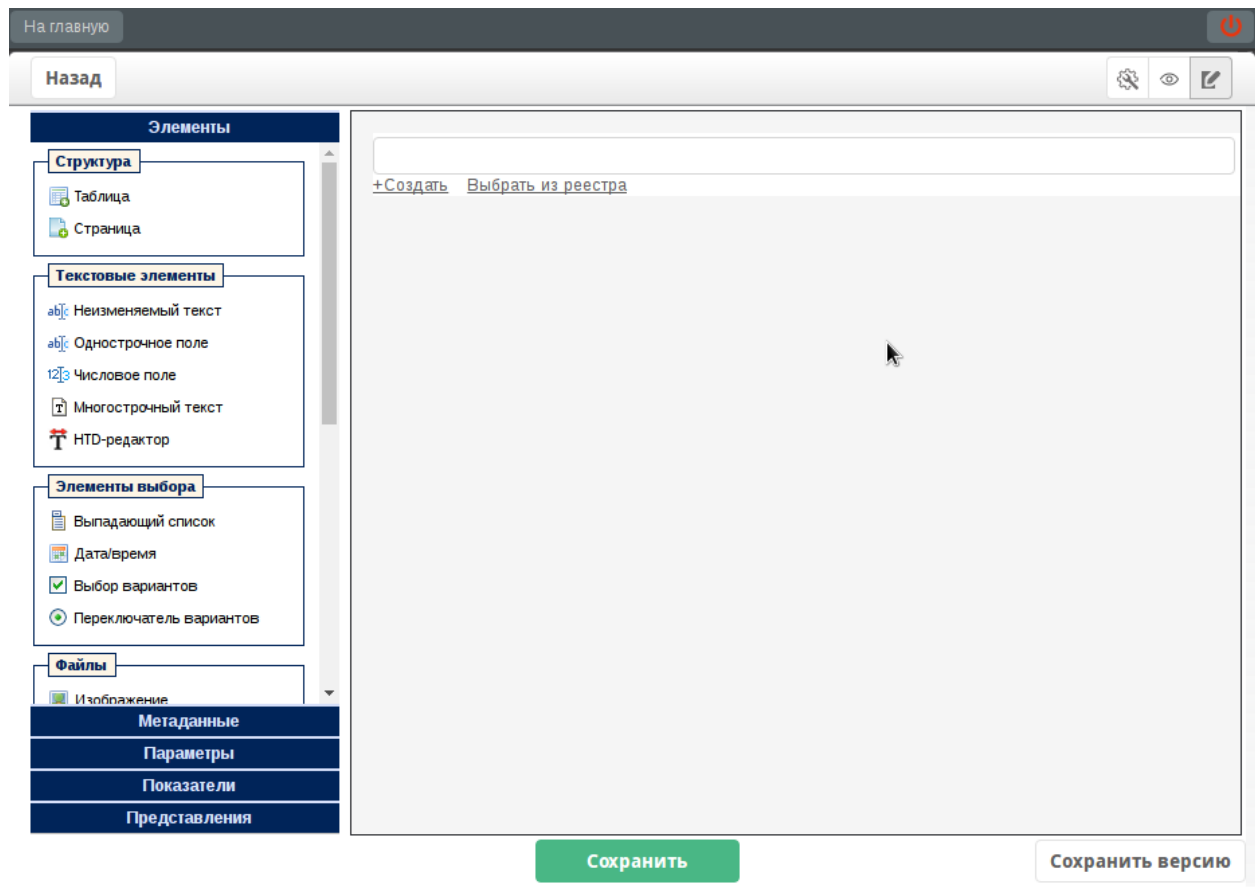 На главную
Назад
Элементы
Структура
Таблица
Страница
Текстовые элементы
Неизменяемый текст
Однострочное поле
Числовое поле
Многострочный текст
HTD-редактор
Элементы выбора
Выпадающий список
Дата/время
Выбор вариантов
Переключатель вариантов
Файлы
Изображение
Метаданные
Параметры
Показатели
Представления
+Создать Выбрать из реестра
Сохранить
Сохранить версию